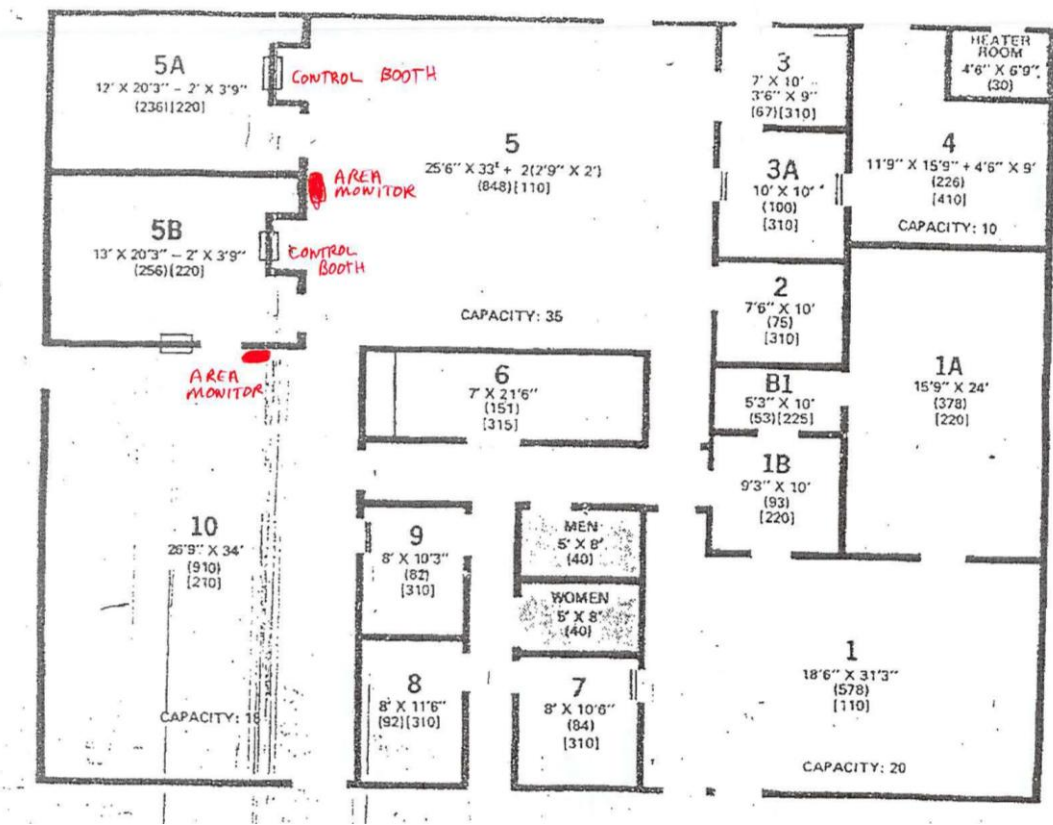 5A
12' X 20'3" – 2' X 3'9"
(236)[220]
CONTROL BOOTH
AREA
MONITOR
5B
13' X 20'3" – 2' X 3'9"
(256)[220]
CONTROL
BOOTH
AREA
MONITOR
5
(848)[110]
CAPACITY: 35
3
7' X 10' –
3'6" X 9"
(67)[310]
HEATER
ROOM
4'6" X 6'9"
(30)
3A
10' X 10'
(100)
[310]
4
11'9" X 15'9" + 4'6" X 9'
(226)
[410]
CAPACITY: 10
2
7'6" X 10'
(75)
[310]
6
7' X 21'6"
(151)
[315]
B1
5'3" X 10'
(53)[225]
1A
15'9" X 24'
(378)
[220]
1B
9'3" X 10'
(93)
[220]
10
26'9" X 34'
(910)
[210]
CAPACITY: 18
9
8' X 10'3"
(82)
[310]
MEN
5' X 8'
(40)
WOMEN
5' X 8'
(40)
8
8' X 11'6"
(92)[310]
7
8' X 10'6"
(84)
[310]
1
18'6" X 31'3"
(578)
[110]
CAPACITY: 20